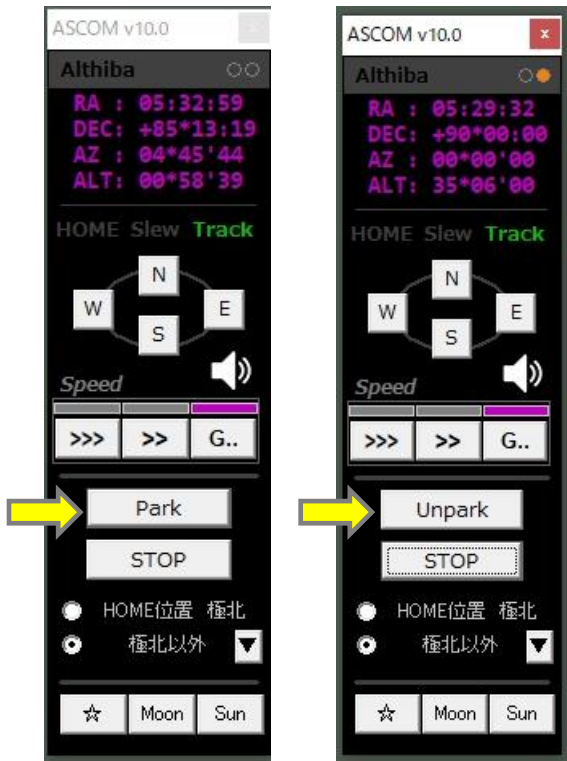 ASCOM v10.0 x
Althiba
RA : 05:32:59
DEC: +85*13:19
AZ : 04*45'44
ALT: 00*58'39
HOME Slew Track
N
W E
S
Speed
>>> >> G..
Park
STOP
HOME位置 極北
極北以外 ▼
☆ Moon Sun
ASCOM v10.0 x
Althiba
RA : 05:29:32
DEC: +90*00:00
AZ : 00*00'00
ALT: 35*06'00
HOME Slew Track
N
W E
S
Speed
>>> >> G..
Unpark
STOP
HOME位置 極北
極北以外 ▼
☆ Moon Sun